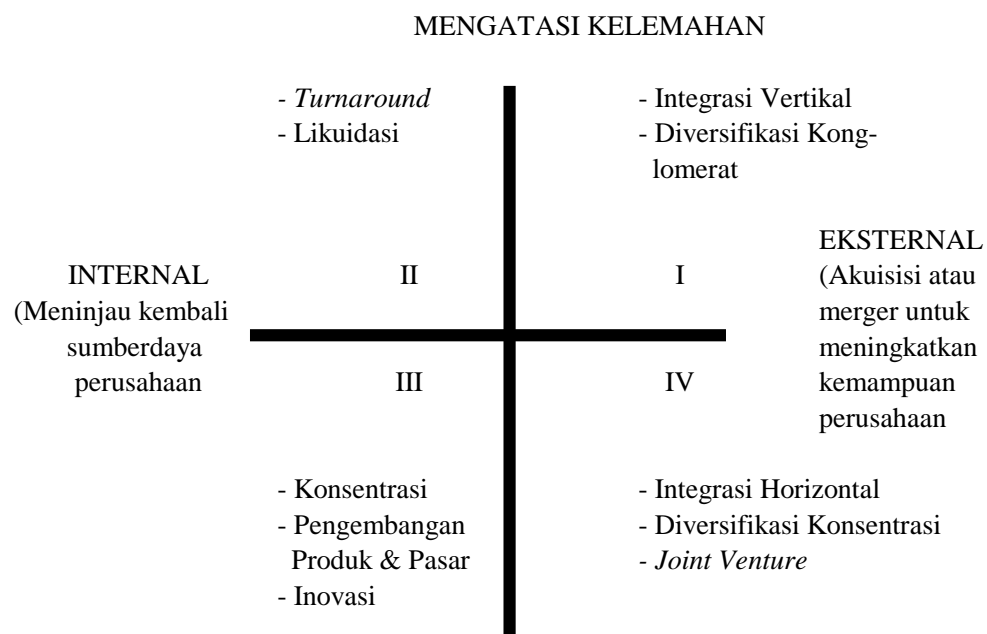 MENGATASI KELEMAHAN
- Turnaround
- Likuidasi
- Integrasi Vertikal
- Diversifikasi Kong-
lomerat
INTERNAL
(Meninjau kembali
sumberdaya
perusahaan
II
I
EKSTERNAL
(Akuisisi atau
merger untuk
meningkatkan
kemampuan
perusahaan
III
IV
- Konsentrasi
- Pengembangan
Produk & Pasar
- Inovasi
- Integrasi Horizontal
- Diversifikasi Konsentrasi
- Joint Venture